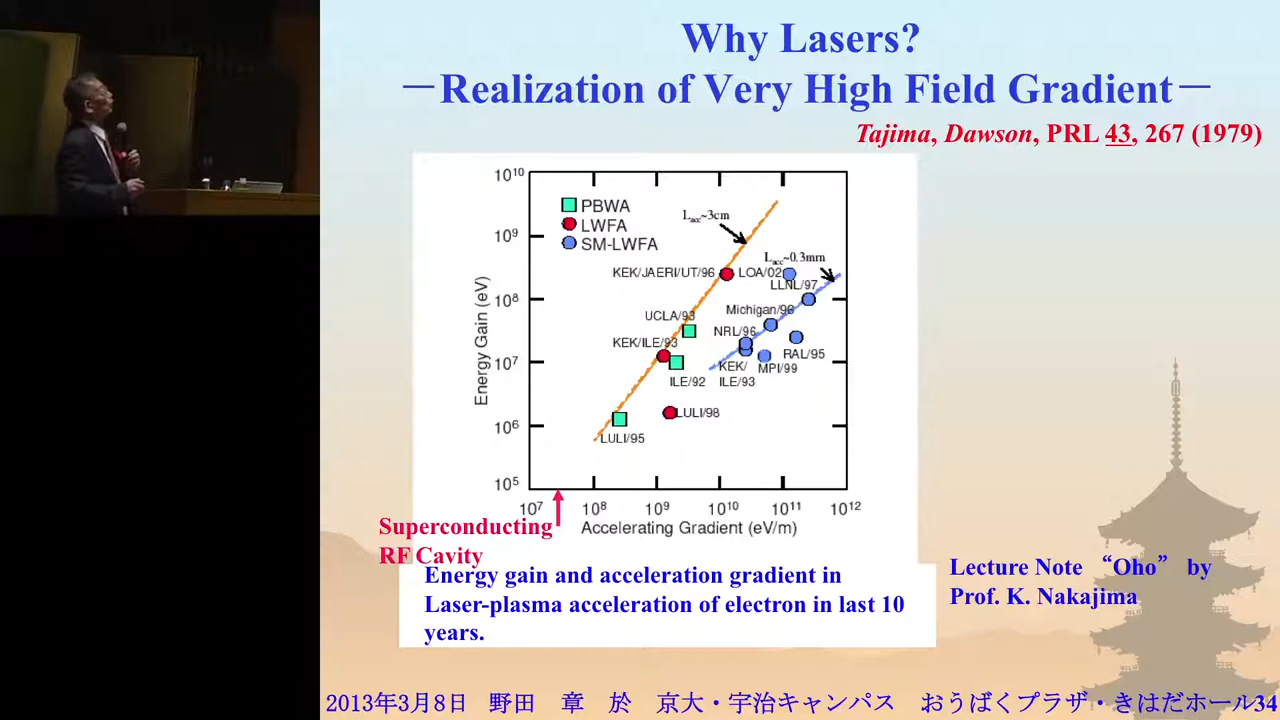 Why Lasers?
－Realization of Very High Field Gradient－
Tajima, Dawson, PRL 43, 267 (1979)
PBWA
LWFA
SM-LWFA
Lacc~3cm
Lacc~0.3mm
KEK/JAERI/UT/96
LOA/02
LLNL/97
UCLA/93
Michigan/96
KEK/ILE/93
NRL/96
RAL/95
ILE/92
KEK/
ILE/93
MPI/99
LULI/98
LULI/95
Energy Gain (eV)
10^10
10^9
10^8
10^7
10^6
10^5
10^7 10^8 10^9 10^10 10^11 10^12
Accelerating Gradient (eV/m)
Superconducting
RF Cavity
Energy gain and acceleration gradient in
Laser-plasma acceleration of electron in last 10
years.
Lecture Note “Oho” by
Prof. K. Nakajima
2013年3月8日 野田 章 於 京大・宇治キャンパス おうばくプラザ・きはだホール34